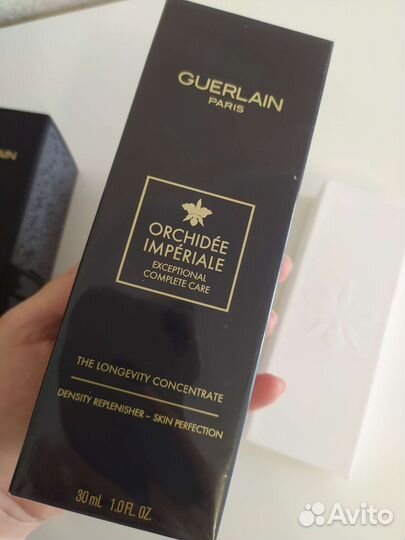 GUERLAIN
PARIS
ORCHIDÉE
IMPÉRIALE
EXCEPTIONAL
COMPLETE CARE
THE LONGEVITY CONCENTRATE
DENSITY REPLENISHER – SKIN PERFECTION
30 mL 1.0 FL. OZ.
LAIN
Avito